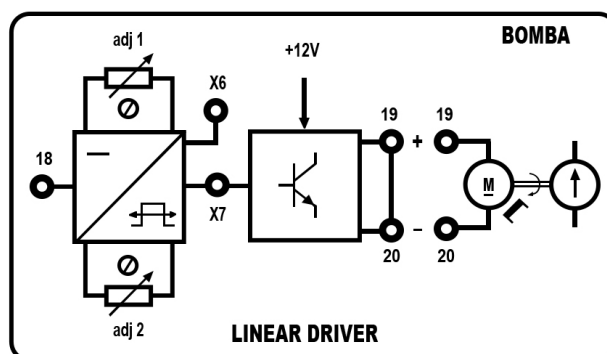 BOMBA
adj 1
+12V
X6
19
+
19
18
M
X7
20
–
20
adj 2
LINEAR DRIVER